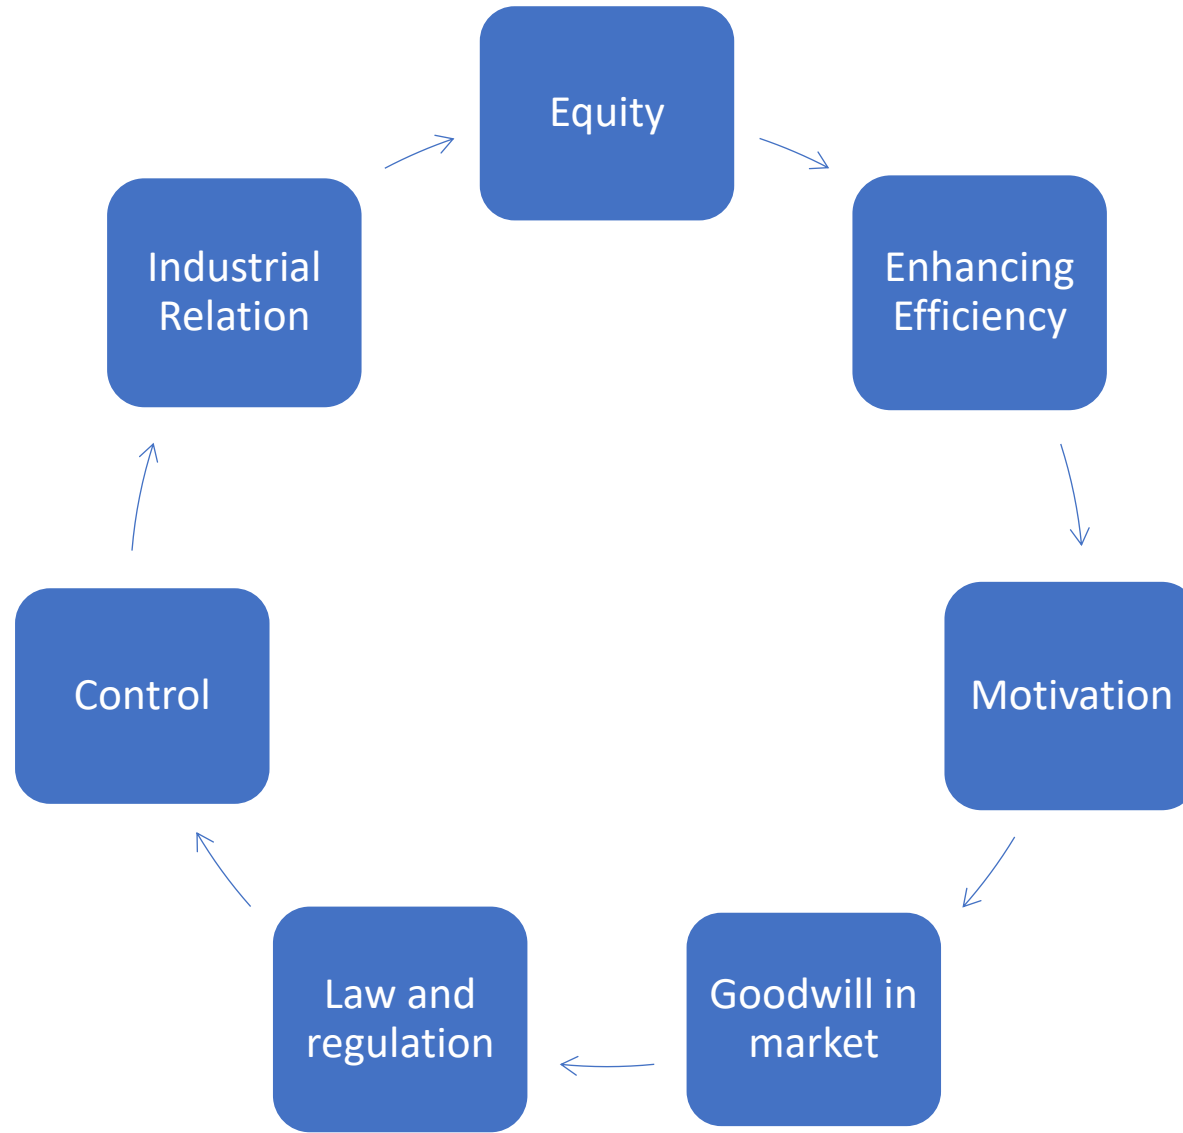 Equity
Enhancing
Efficiency
Motivation
Goodwill in
market
Law and
regulation
Control
Industrial
Relation